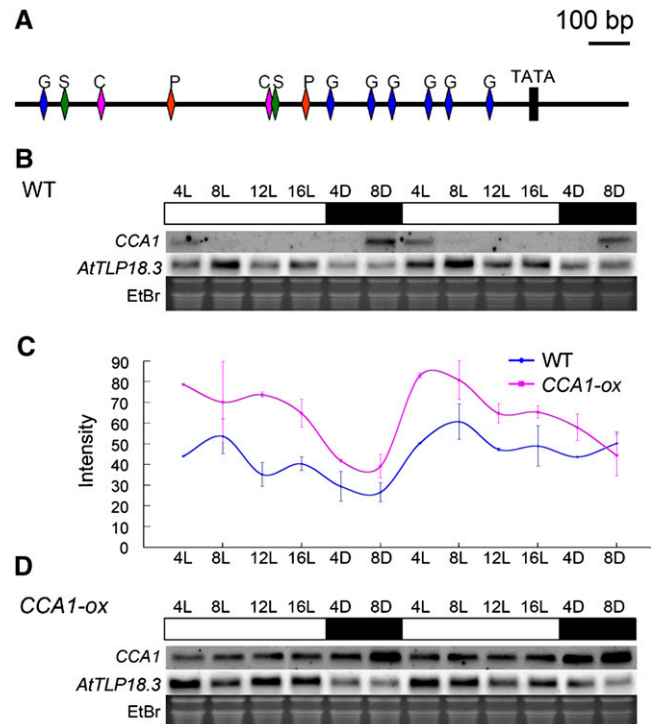 A
100 bp
G S C P C S P G G G G G G TATA
B
WT
4L 8L 12L 16L 4D 8D 4L 8L 12L 16L 4D 8D
CCA1
AtTLP18.3
EtBr
C
90
80
70
60
50
40
30
20
10
0
Intensity
WT
CCA1-ox
4L 8L 12L 16L 4D 8D 4L 8L 12L 16L 4D 8D
D
CCA1-ox
4L 8L 12L 16L 4D 8D 4L 8L 12L 16L 4D 8D
CCA1
AtTLP18.3
EtBr